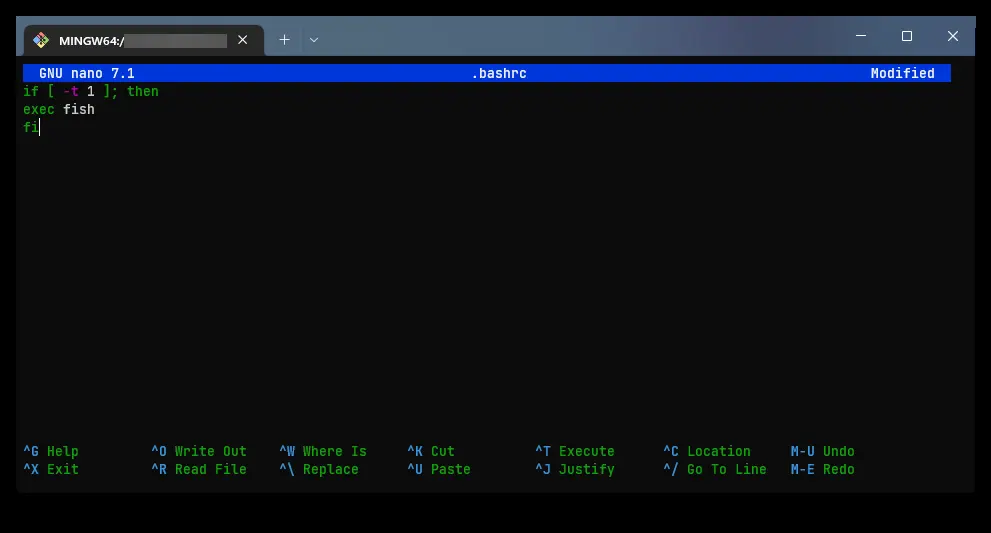 MINGW64:/
GNU nano 7.1 .bashrc Modified
if [ -t 1 ]; then
exec fish
fi
^G Help ^O Write Out ^W Where Is ^K Cut ^T Execute ^C Location M-U Undo
^X Exit ^R Read File ^\ Replace ^U Paste ^J Justify ^/ Go To Line M-E Redo